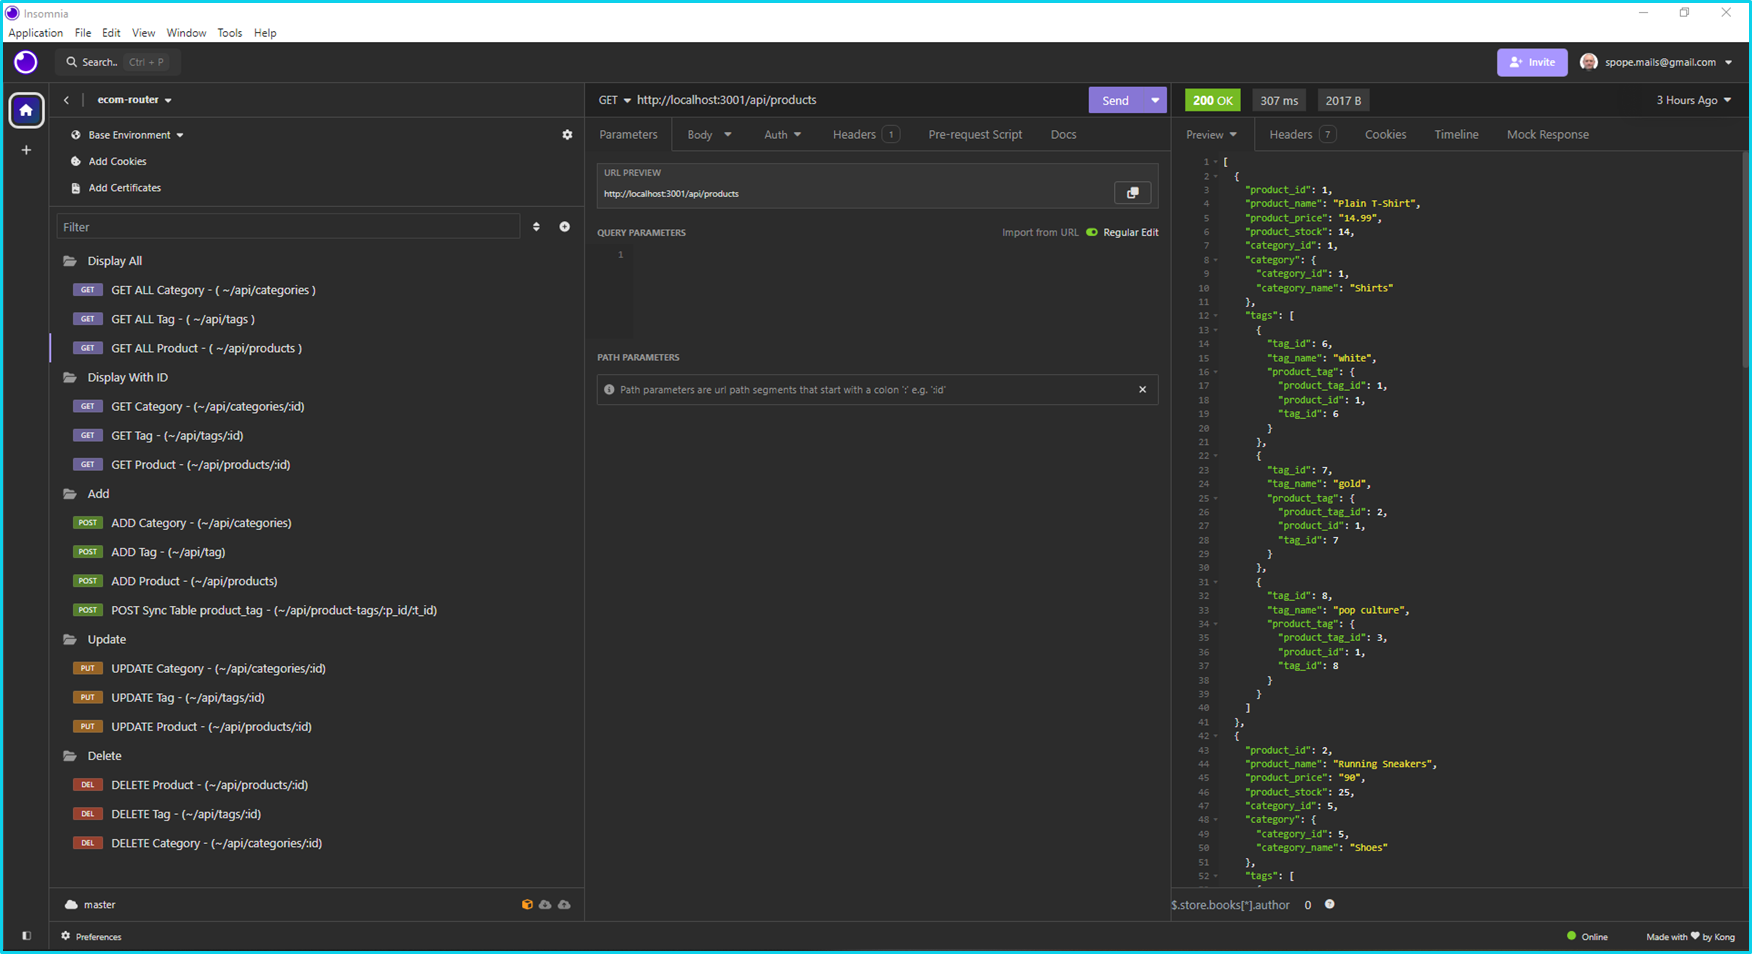 Insomnia
Application File Edit View Window Tools Help
Search.. Ctrl + P
Invite
spope.mails@gmail.com
ecom-router
Base Environment
Add Cookies
Add Certificates
Filter
Display All
GET GET ALL Category - ( ~/api/categories )
GET GET ALL Tag - ( ~/api/tags )
GET GET ALL Product - ( ~/api/products )
Display With ID
GET GET Category - (~/api/categories/:id)
GET GET Tag - (~/api/tags/:id)
GET GET Product - (~/api/products/:id)
Add
POST ADD Category - (~/api/categories)
POST ADD Tag - (~/api/tag)
POST ADD Product - (~/api/products)
POST POST Sync Table product_tag - (~/api/product-tags/:p_id/:t_id)
Update
PUT UPDATE Category - (~/api/categories/:id)
PUT UPDATE Tag - (~/api/tags/:id)
PUT UPDATE Product - (~/api/products/:id)
Delete
DEL DELETE Product - (~/api/products/:id)
DEL DELETE Tag - (~/api/tags/:id)
DEL DELETE Category - (~/api/categories/:id)
master
Preferences
GET http://localhost:3001/api/products Send
Parameters Body Auth Headers 1 Pre-request Script Docs
URL PREVIEW
http://localhost:3001/api/products
QUERY PARAMETERS Import from URL Regular Edit
1
PATH PARAMETERS
Path parameters are url path segments that start with a colon ':' e.g. ':id'
200 OK 307 ms 2017 B 3 Hours Ago
Preview Headers 7 Cookies Timeline Mock Response
1 [
2 {
3 "product_id": 1,
4 "product_name": "Plain T-Shirt",
5 "product_price": "14.99",
6 "product_stock": 14,
7 "category_id": 1,
8 "category": {
9 "category_id": 1,
10 "category_name": "Shirts"
11 },
12 "tags": [
13 {
14 "tag_id": 6,
15 "tag_name": "white",
16 "product_tag": {
17 "product_tag_id": 1,
18 "product_id": 1,
19 "tag_id": 6
20 }
21 },
22 {
23 "tag_id": 7,
24 "tag_name": "gold",
25 "product_tag": {
26 "product_tag_id": 2,
27 "product_id": 1,
28 "tag_id": 7
29 }
30 },
31 {
32 "tag_id": 8,
33 "tag_name": "pop culture",
34 "product_tag": {
35 "product_tag_id": 3,
36 "product_id": 1,
37 "tag_id": 8
38 }
39 }
40 ]
41 },
42 {
43 "product_id": 2,
44 "product_name": "Running Sneakers",
45 "product_price": "90",
46 "product_stock": 25,
47 "category_id": 5,
48 "category": {
49 "category_id": 5,
50 "category_name": "Shoes"
51 },
52 "tags": [
$.store.books[*].author 0
Online Made with by Kong